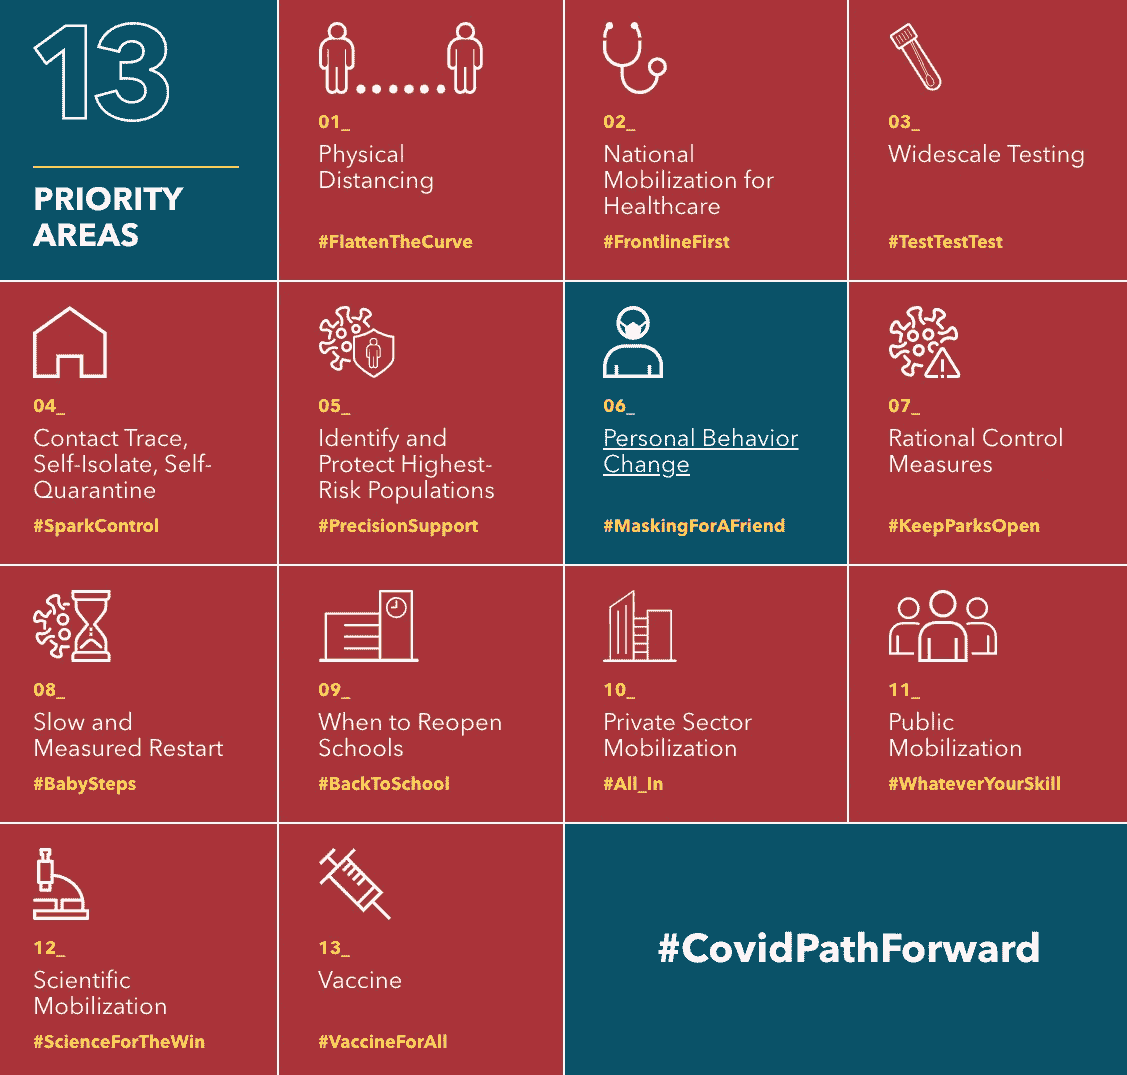 13
PRIORITY
AREAS
01_
Physical
Distancing
#FlattenTheCurve
02_
National
Mobilization for
Healthcare
#FrontlineFirst
03_
Widescale Testing
#TestTestTest
04_
Contact Trace,
Self-Isolate, Self-
Quarantine
#SparkControl
05_
Identify and
Protect Highest-
Risk Populations
#PrecisionSupport
06_
Personal Behavior
Change
#MaskingForAFriend
07_
Rational Control
Measures
#KeepParksOpen
08_
Slow and
Measured Restart
#BabySteps
09_
When to Reopen
Schools
#BackToSchool
10_
Private Sector
Mobilization
#All_In
11_
Public
Mobilization
#WhateverYourSkill
12_
Scientific
Mobilization
#ScienceForTheWin
13_
Vaccine
#VaccineForAll
#CovidPathForward